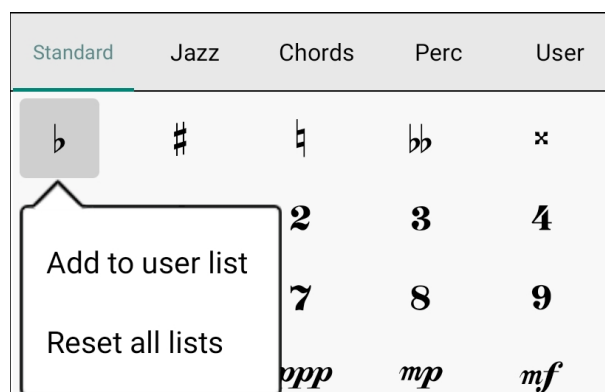 Standard Jazz Chords Perc User
♭ ♯ ♮ 𝄫 𝄪
2 3 4
Add to user list
7 8 9
Reset all lists
ppp mp mf